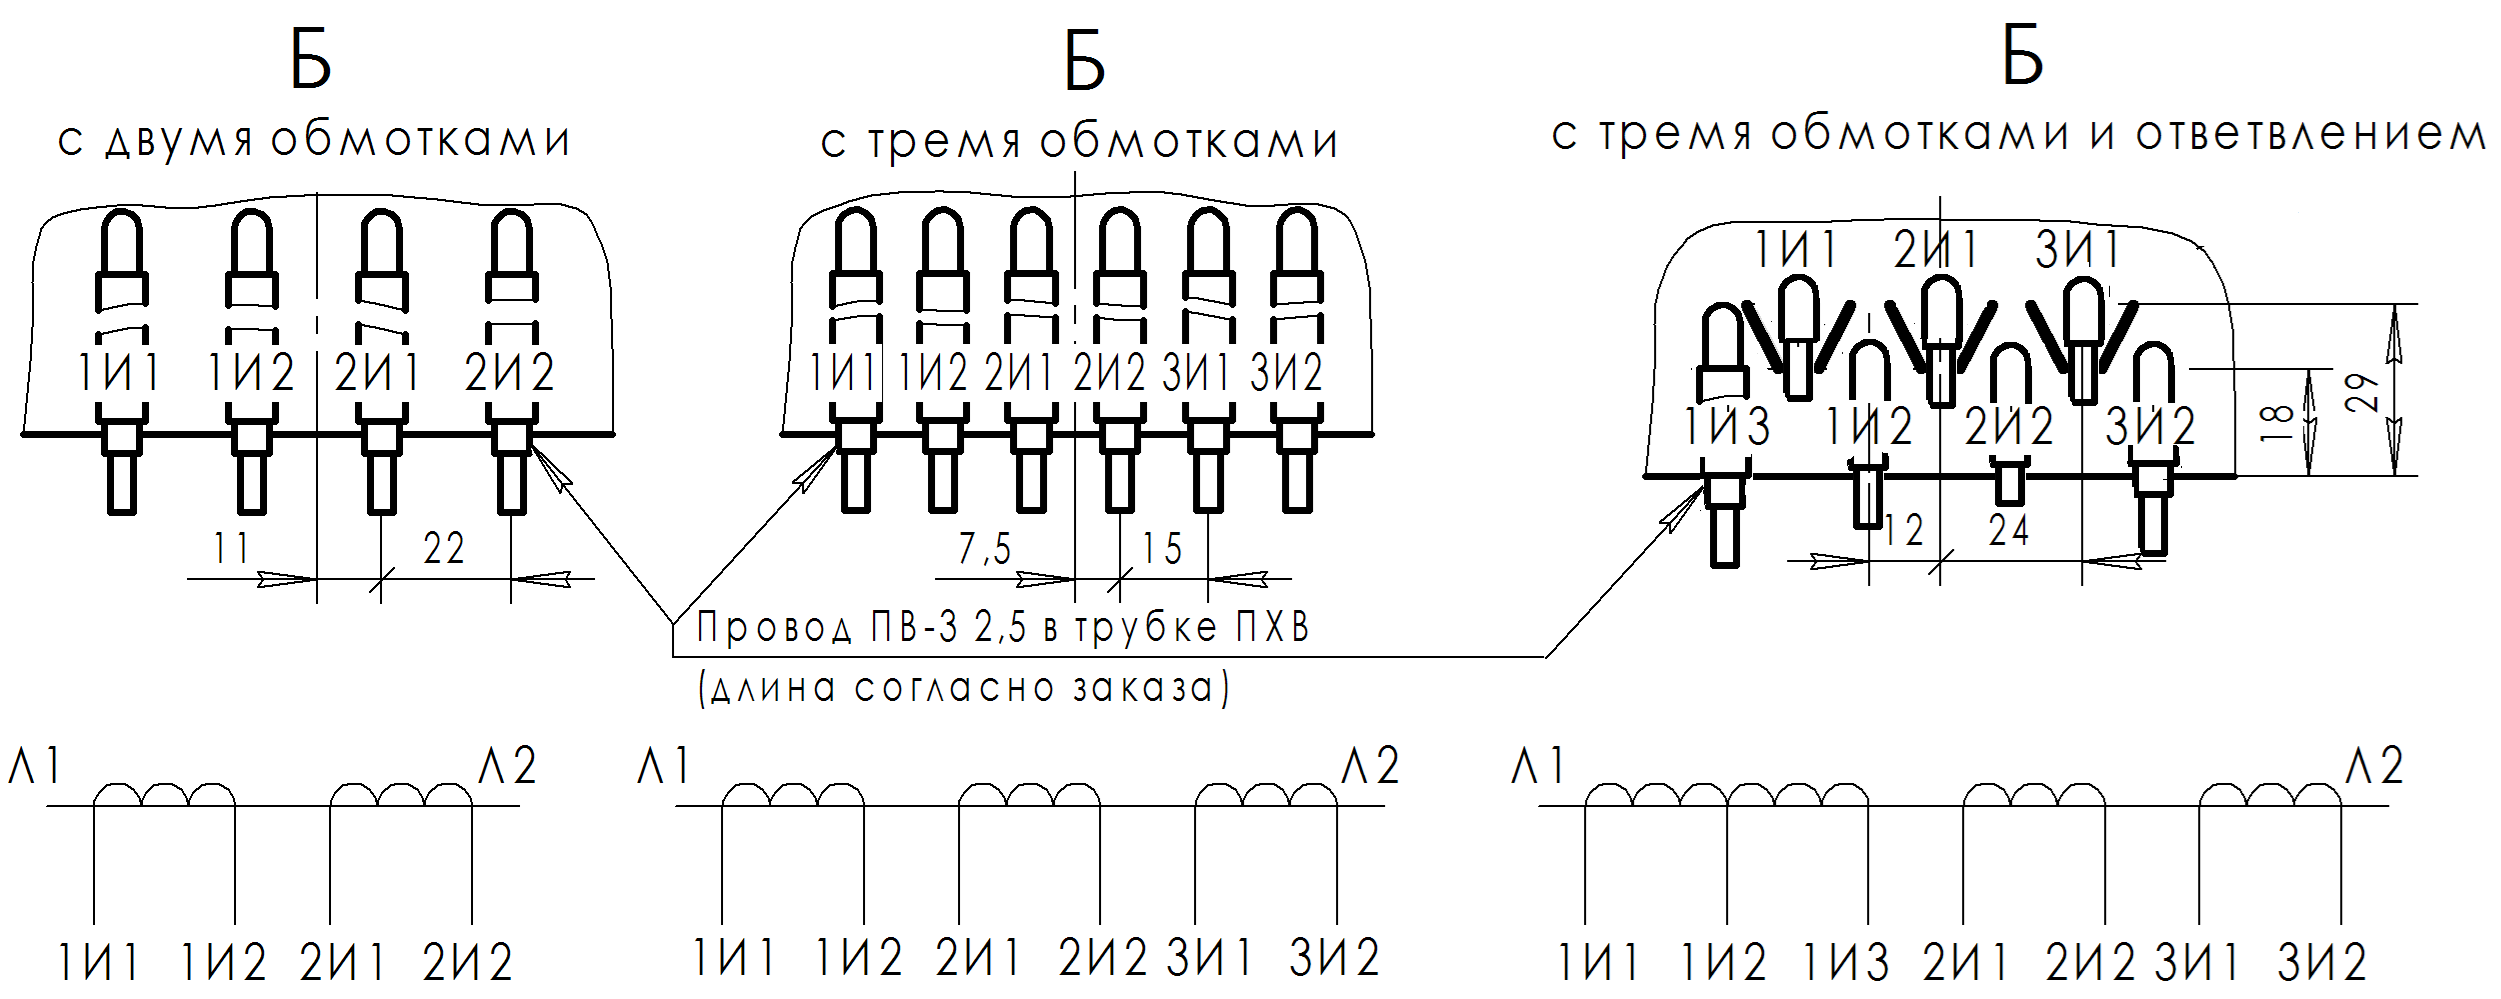 Б
с двумя обмотками
1И1 1И2 2И1 2И2
11 22
Б
с тремя обмотками
1И1 1И2 2И1 2И2 3И1 3И2
7,5 15
Б
с тремя обмотками и ответвлением
1И1 2И1 3И1
1И3 1И2 2И2 3И2
18 29
12 24
Провод ПВ-3 2,5 в трубке ПХВ
(длина согласно заказа)
Л1 Л2
1И1 1И2 2И1 2И2
Л1 Л2
1И1 1И2 2И1 2И2 3И1 3И2
Л1 Л2
1И1 1И2 1И3 2И1 2И2 3И1 3И2